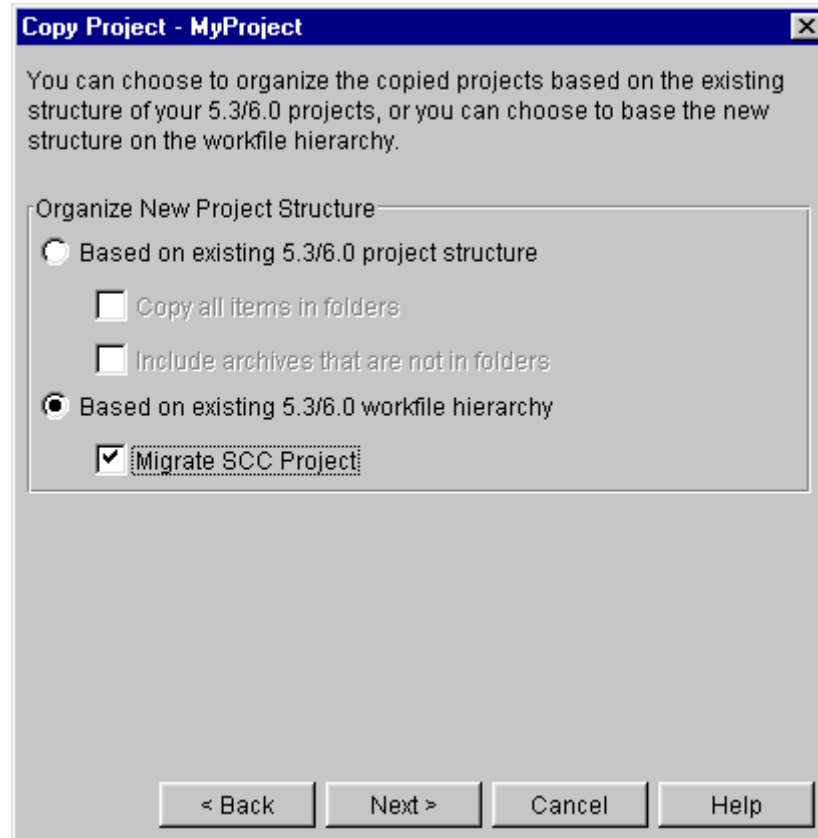 Copy Project - MyProject
You can choose to organize the copied projects based on the existing
structure of your 5.3/6.0 projects, or you can choose to base the new
structure on the workfile hierarchy.
Organize New Project Structure
Based on existing 5.3/6.0 project structure
Copy all items in folders
Include archives that are not in folders
Based on existing 5.3/6.0 workfile hierarchy
Migrate SCC Project
< Back Next > Cancel Help